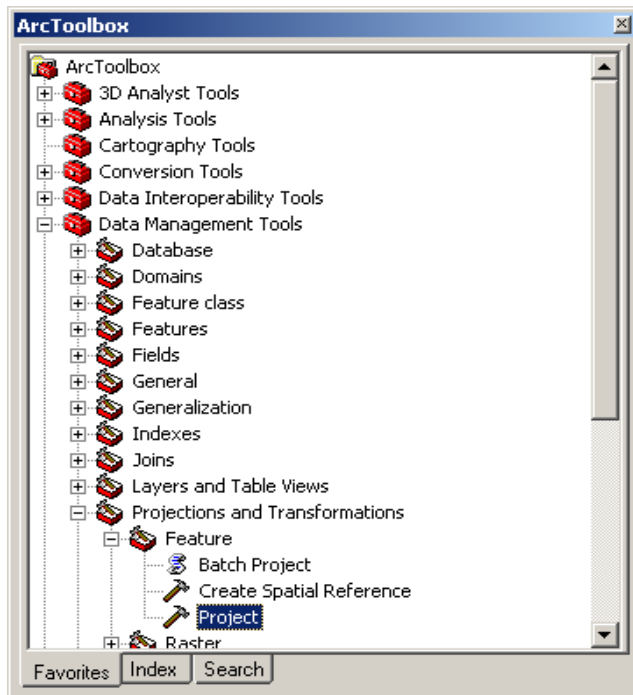 ArcToolbox
ArcToolbox
3D Analyst Tools
Analysis Tools
Cartography Tools
Conversion Tools
Data Interoperability Tools
Data Management Tools
Database
Domains
Feature class
Features
Fields
General
Generalization
Indexes
Joins
Layers and Table Views
Projections and Transformations
Feature
Batch Project
Create Spatial Reference
Project
Raster
Favorites Index Search